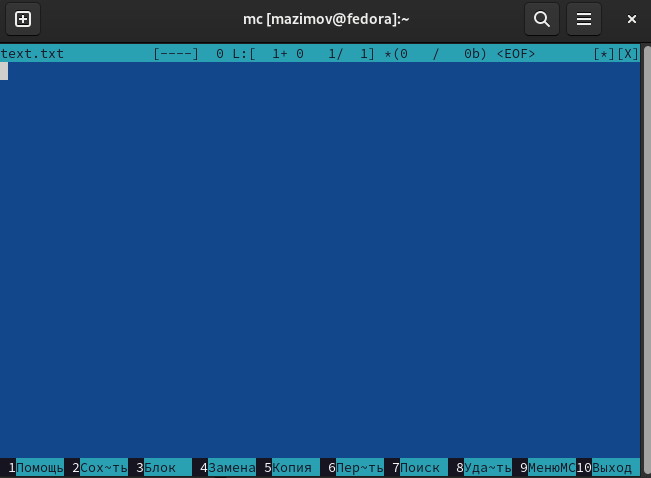 mc [mazimov@fedora]:~
text.txt [----] 0 L:[ 1+ 0 1/ 1] *(0 / 0b) <EOF> [*][X]
1Помощь 2Сох~ть 3Блок 4Замена 5Копия 6Пер~ть 7Поиск 8Уда~ть 9МенюMC 10Выход